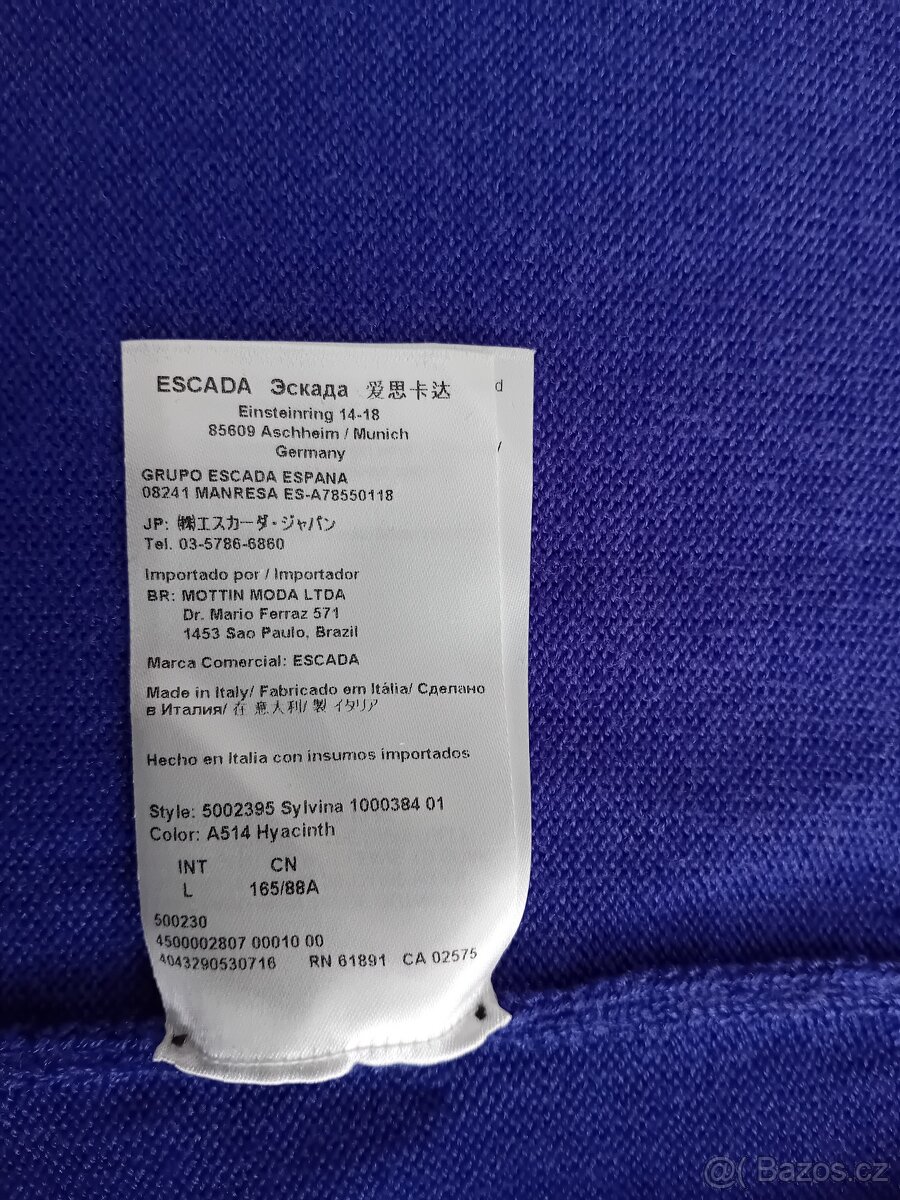 ESCADA Эскада 爱思卡达
d
Einsteinring 14-18
85609 Aschheim / Munich
Germany
GRUPO ESCADA ESPANA
08241 MANRESA ES-A78550118
JP: ㈱エスカーダ・ジャパン
Tel. 03-5786-6860
Importado por / Importador
BR: MOTTIN MODA LTDA
Dr. Mario Ferraz 571
1453 Sao Paulo, Brazil
Marca Comercial: ESCADA
Made in Italy/ Fabricado em Itália/ Сделано
в Италия/ 在 意大利/ 製 イタリア
Hecho en Italia con insumos importados
Style: 5002395 Sylvina 1000384 01
Color: A514 Hyacinth
INT CN
L 165/88A
500230
4500002807 00010 00
4043290530716 RN 61891 CA 02575
@( Bazos.cz